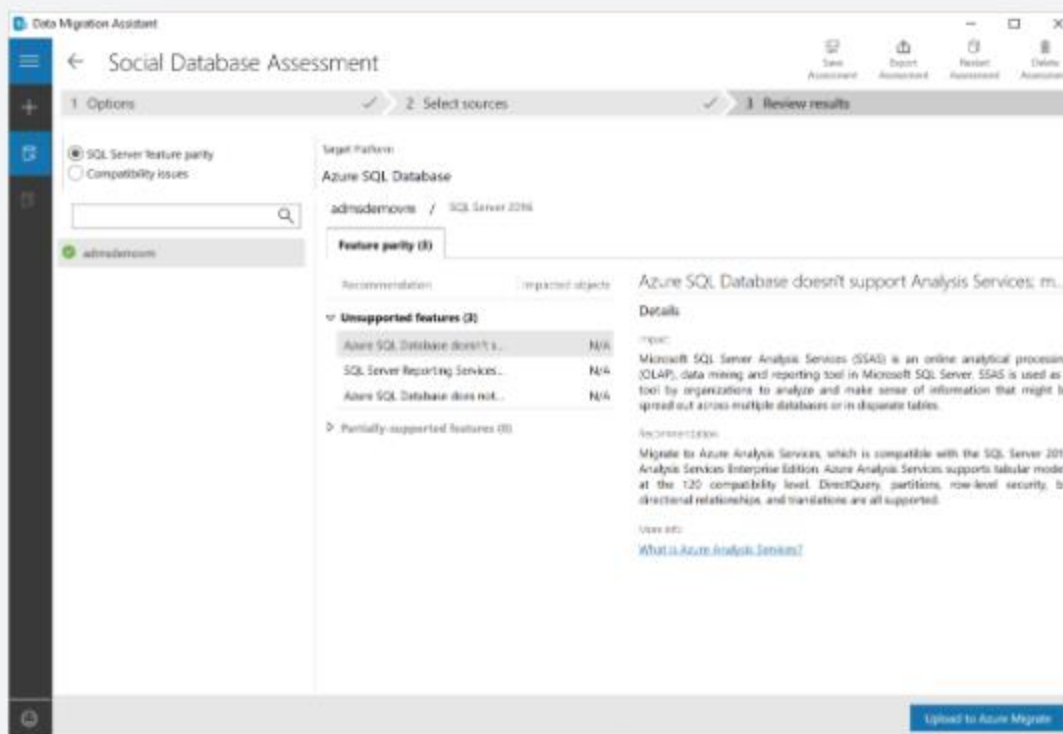 Data Migration Assistant
Social Database Assessment
Save Assessment
Export Assessment
Restart Assessment
Delete
1 Options
2 Select sources
3 Review results
SQL Server feature parity
Compatibility issues
Target Platform
Azure SQL Database
admsdemovm / SQL Server 2016
admsdemovm
Feature parity (3)
Recommendation Impacted objects
Unsupported features (3)
Azure SQL Database doesn't s... N/A
SQL Server Reporting Services... N/A
Azure SQL Database does not... N/A
Partially-supported features (0)
Azure SQL Database doesn't support Analysis Services; m...
Details
Impact
Microsoft SQL Server Analysis Services (SSAS) is an online analytical processin
(OLAP), data mining and reporting tool in Microsoft SQL Server. SSAS is used as
tool by organizations to analyze and make sense of information that might b
spread out across multiple databases or in disparate tables.
Recommendation
Migrate to Azure Analysis Services, which is compatible with the SQL Server 201
Analysis Services Enterprise Edition. Azure Analysis Services supports tabular mode
at the 120 compatibility level. DirectQuery, partitions, row-level security, b
directional relationships, and translations are all supported.
More info
What is Azure Analysis Services?
Upload to Azure Migrate